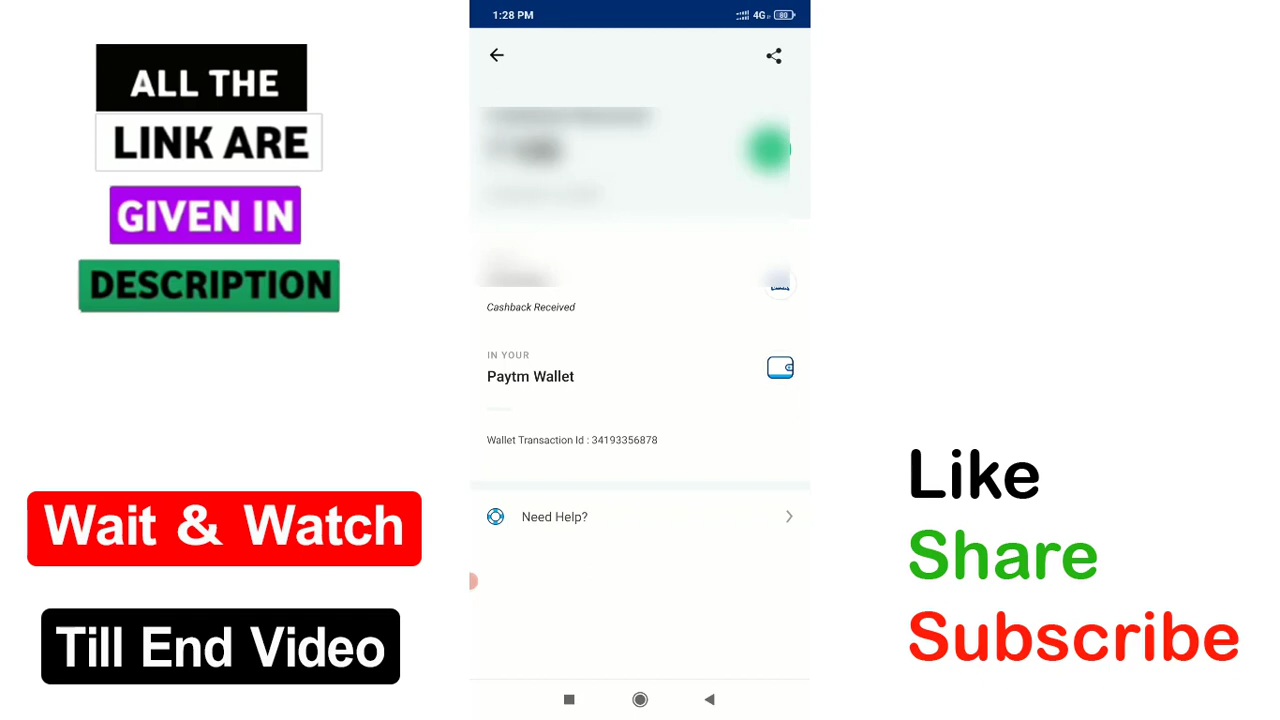 1:28 PM
4G
80
ALL THE
LINK ARE
GIVEN IN
DESCRIPTION
Cashback Received
IN YOUR
Paytm Wallet
Wallet Transaction Id : 34193356878
Need Help?
Wait & Watch
Till End Video
Like
Share
Subscribe